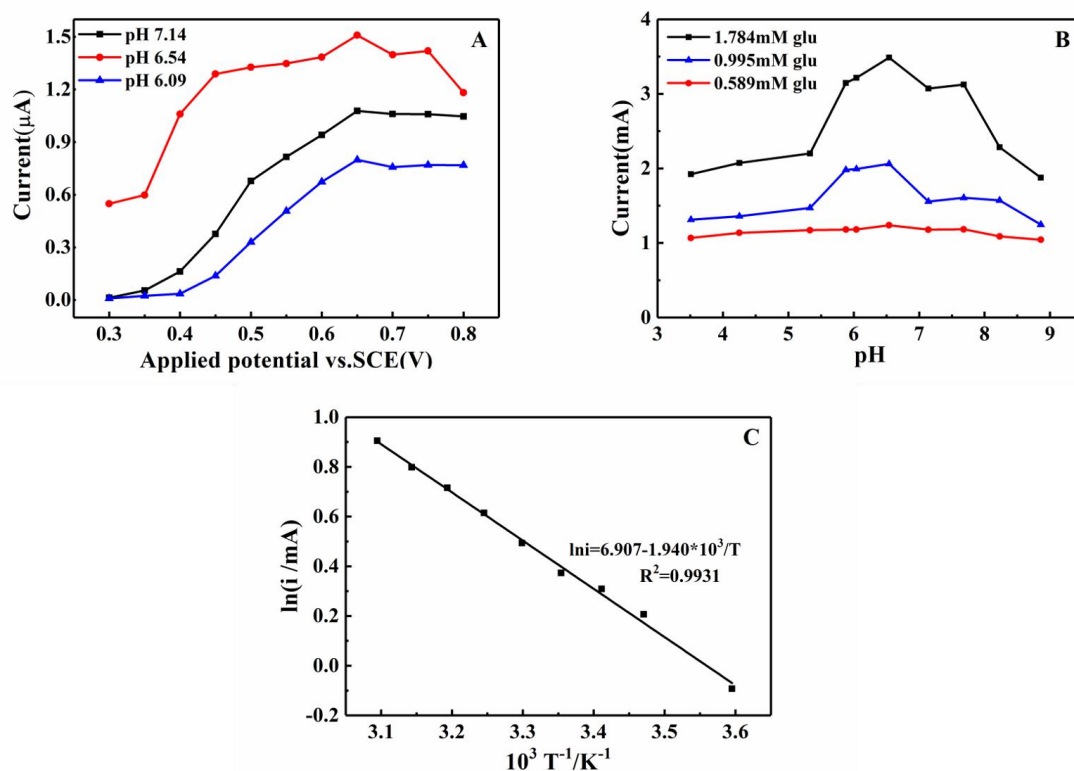 A
pH 7.14
pH 6.54
pH 6.09
1.5
1.2
0.9
0.6
0.3
0.0
Current(μA)
0.3 0.4 0.5 0.6 0.7 0.8
Applied potential vs.SCE(V)
B
1.784mM glu
0.995mM glu
0.589mM glu
4
3
2
1
0
Current(mA)
3 4 5 6 7 8 9
pH
C
1.0
0.8
0.6
0.4
0.2
0.0
-0.2
ln(i /mA)
lni=6.907-1.940*10³/T
R²=0.9931
3.1 3.2 3.3 3.4 3.5 3.6
10³ T⁻¹/K⁻¹